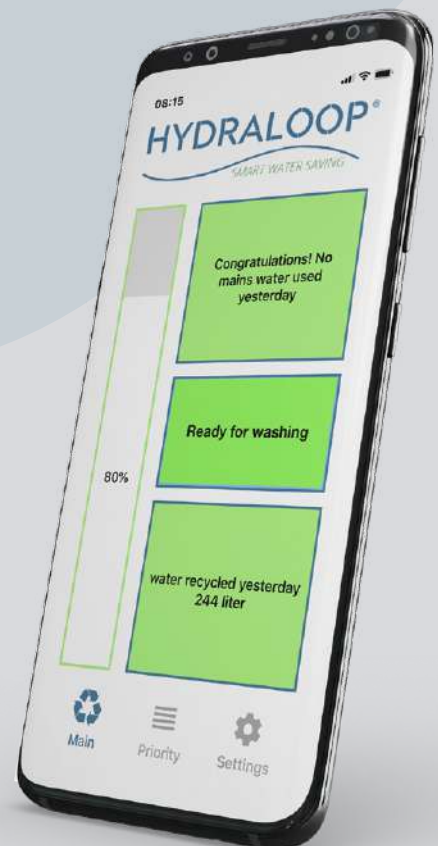 08:15
HYDRALOOP®
SMART WATER SAVING
Congratulations! No
mains water used
yesterday
Ready for washing
80%
water recycled yesterday
244 liter
Main
Priority
Settings